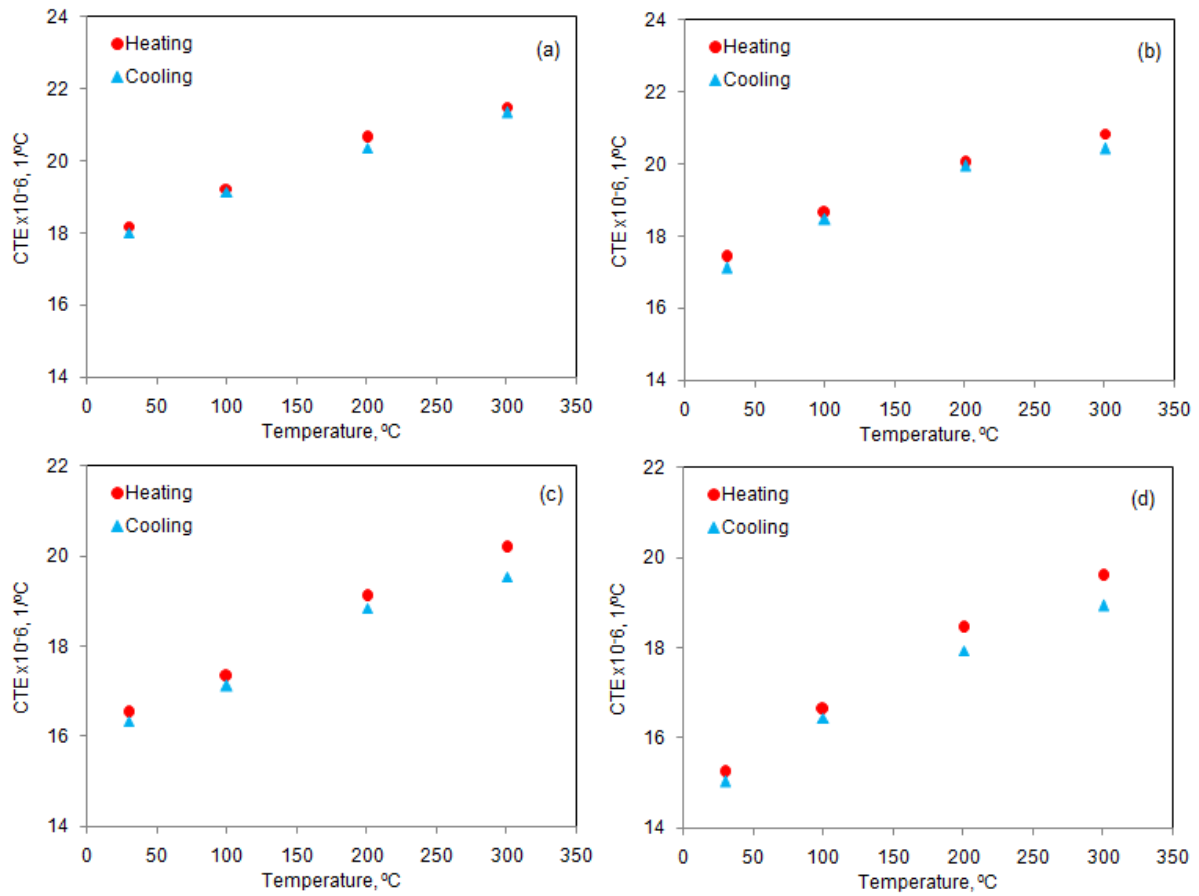 24
22
20
18
16
14
CTE x10-6, 1/ºC
Heating
Cooling
(a)
0 50 100 150 200 250 300 350
Temperature, ºC
24
22
20
18
16
14
CTE x10-6, 1/ºC
Heating
Cooling
(b)
0 50 100 150 200 250 300 350
Temperature, ºC
22
20
18
16
14
CTE x10-6, 1/ºC
Heating
Cooling
(c)
0 50 100 150 200 250 300 350
Temperature, ºC
22
20
18
16
14
CTE x10-6, 1/ºC
Heating
Cooling
(d)
0 50 100 150 200 250 300 350
Temperature, ºC